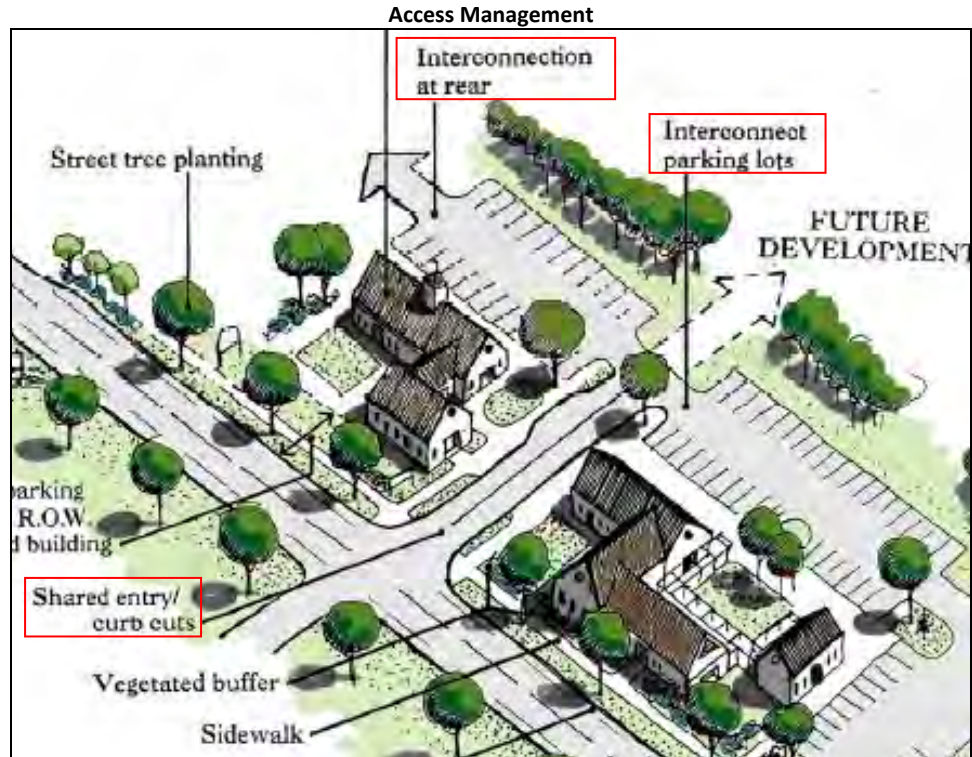 Access Management
Interconnection
at rear
Interconnect
parking lots
Street tree planting
FUTURE
DEVELOPMENT
parking
R.O.W.
d building
Shared entry/
curb cuts
Vegetated buffer
Sidewalk